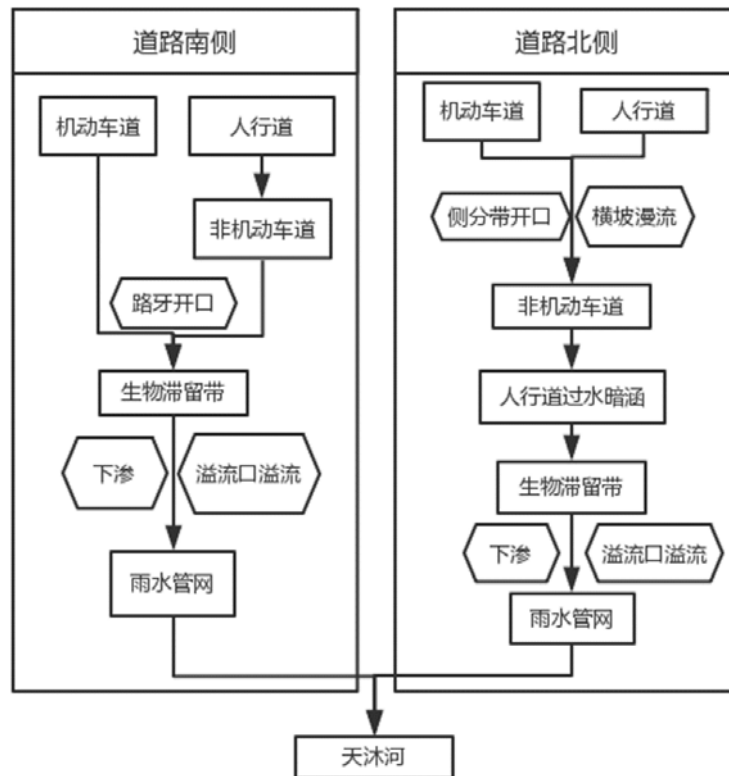 道路南侧
机动车道
人行道
非机动车道
路牙开口
生物滞留带
下渗
溢流口溢流
雨水管网
道路北侧
机动车道
人行道
侧分带开口
横坡漫流
非机动车道
人行道过水暗涵
生物滞留带
下渗
溢流口溢流
雨水管网
天沐河